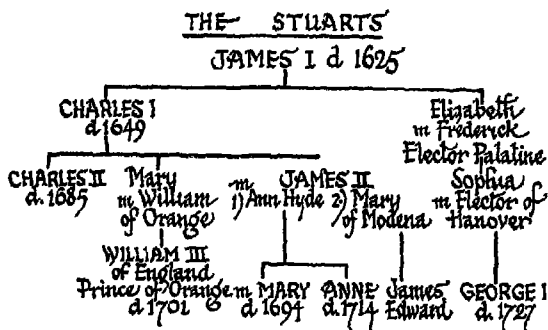 THE STUARTS
JAMES I d 1625
CHARLES I
d 1649
Elizabeth
m Frederick
Elector Palatine
CHARLES II
d. 1685
Mary
m William
of Orange
JAMES II
m
1) Ann Hyde 2) Mary
of Modena
Sophia
m Elector of
Hanover
WILLIAM III
of England
Prince of Orange m MARY
d 1701
d 1694
ANNE
d. 1714
James
Edward
GEORGE I
d. 1727